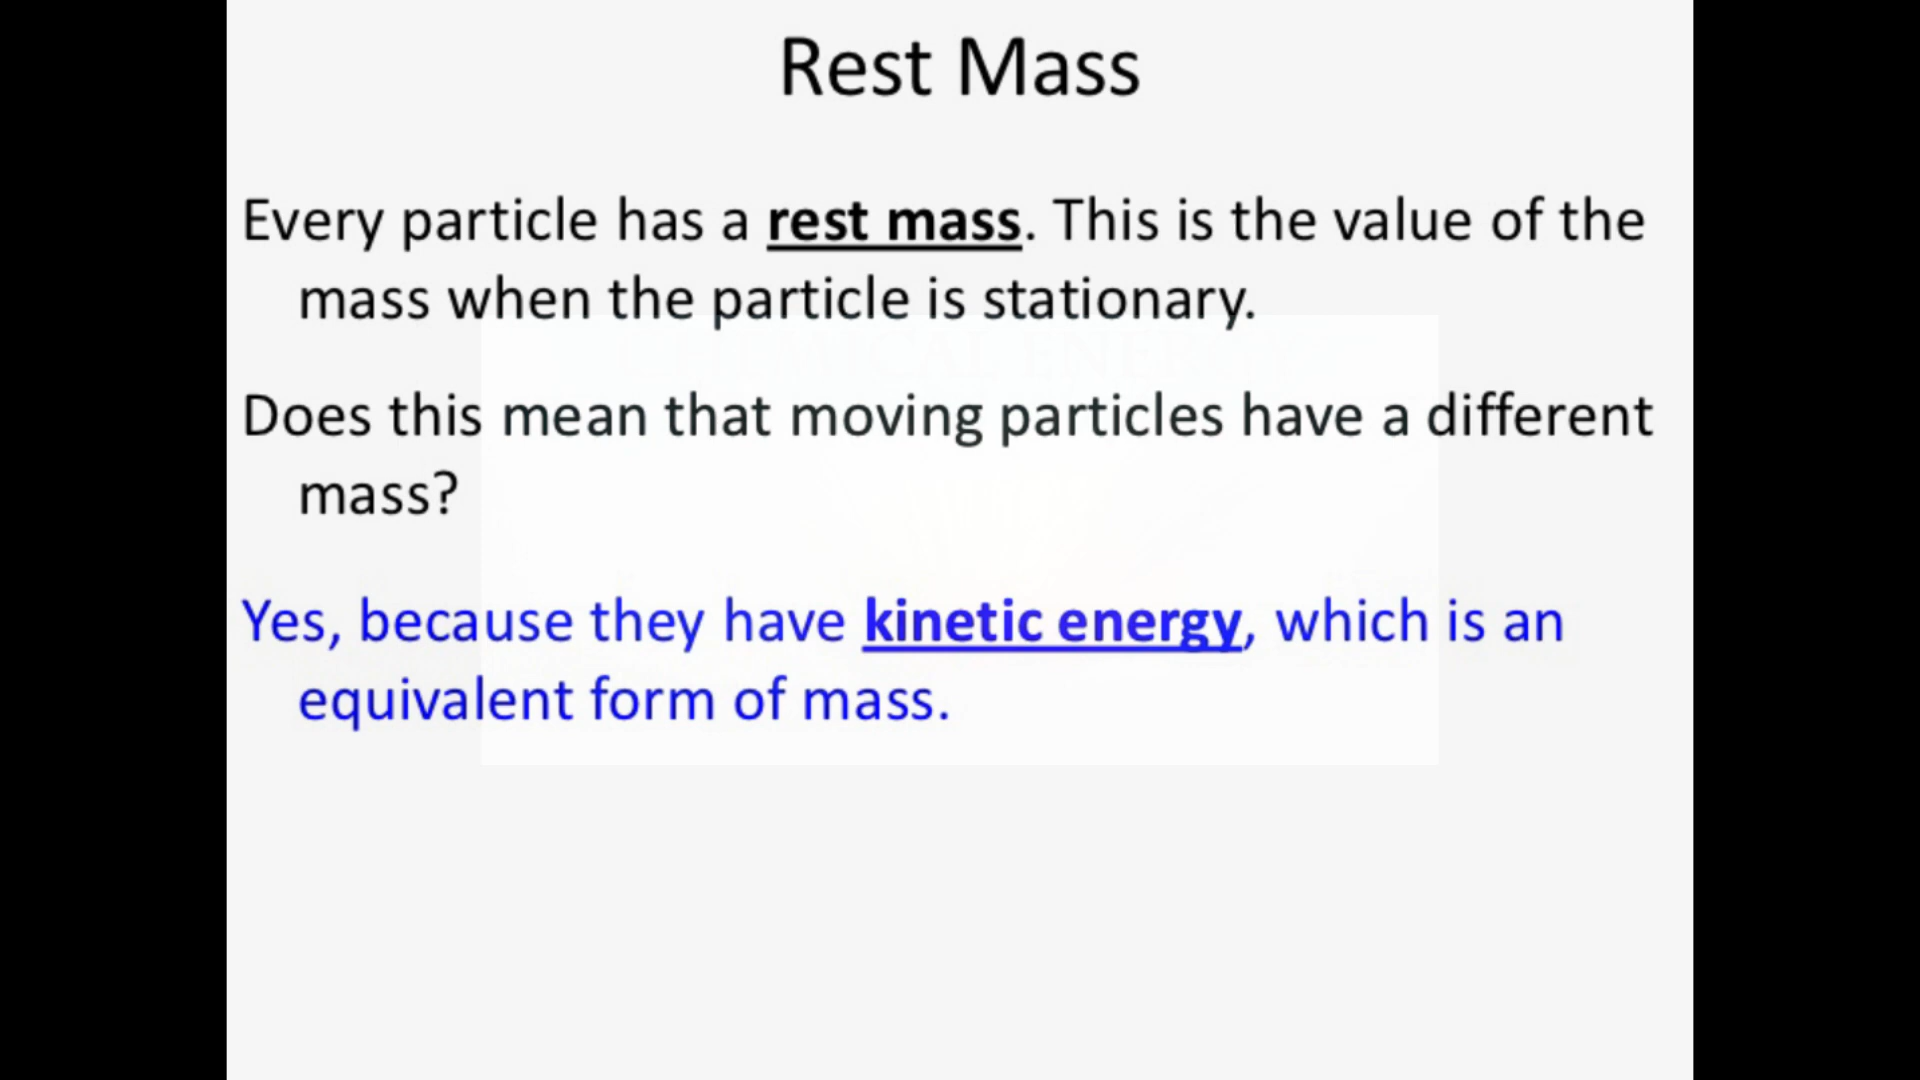 Rest Mass
Every particle has a rest mass. This is the value of the
mass when the particle is stationary.
Does this mean that moving particles have a different
mass?
Yes, because they have kinetic energy, which is an
equivalent form of mass.